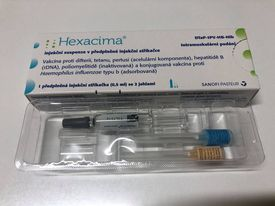 Hexacima®
injekční suspenze v předplněné injekční stříkačce
DTaP-IPV-HB-Hib
Intramuskulární podání
Vakcína proti difterii, tetanu, pertusi (acelulární komponenta), hepatitidě B
(rDNA), poliomyelitidě (inaktivovaná) a konjugovaná vakcína proti
Haemophilus influenzae typu b (adsorbovaná)
1 předplněná injekční stříkačka (0,5 ml) se 2 jehlami
SANOFI PASTEUR